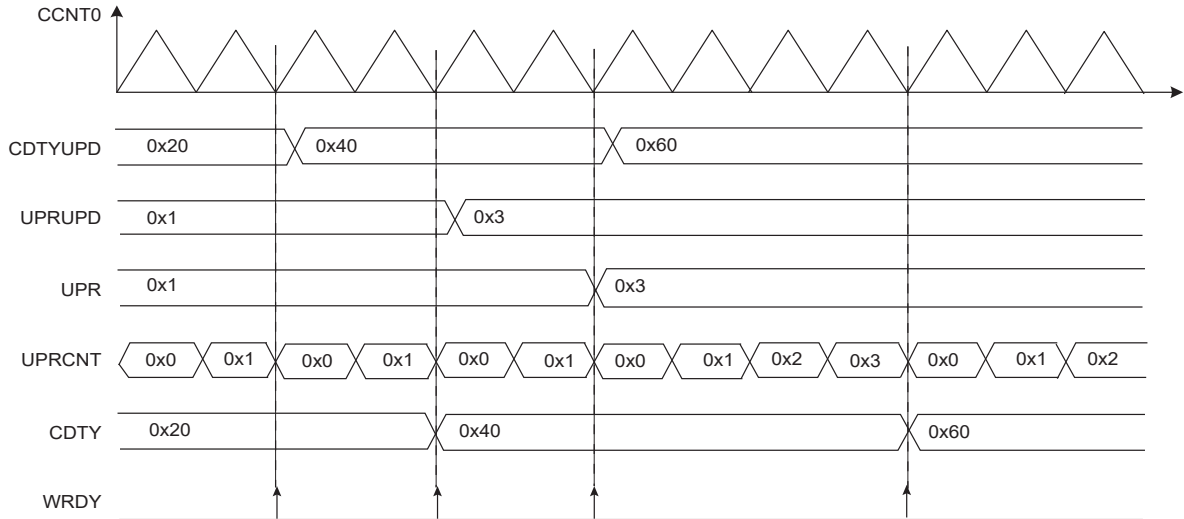 CCNT0
CDTYUPD 0x20 0x40 0x60
UPRUPD 0x1 0x3
UPR 0x1 0x3
UPRCNT 0x0 0x1 0x0 0x1 0x0 0x1 0x0 0x1 0x2 0x3 0x0 0x1 0x2
CDTY 0x20 0x40 0x60
WRDY